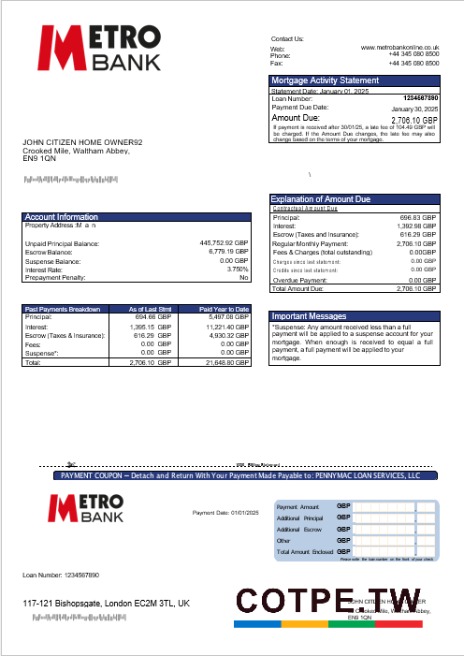 METRO
BANK
Contact Us:
Web: www.metrobankonline.co.uk
Phone: +44 345 080 0500
Fax: +44 345 080 0500
Mortgage Activity Statement
Statement Date: January 01, 2025
Loan Number: 1234567890
Payment Due Date: January 30, 2025
Amount Due: 2,706.10 GBP
If payment is received after 30/01/25, a late fee of 104.49 GBP will
be charged. If the Amount Due changes, the late fee may also
change based on the terms of your mortgage.
JOHN CITIZEN HOME OWNER92
Crooked Mile, Waltham Abbey,
EN9 1QN
Explanation of Amount Due
Contractual Amount Due
Principal: 696.63 GBP
Interest: 1,392.98 GBP
Escrow (Taxes and Insurance): 616.29 GBP
Regular Monthly Payment: 2,706.10 GBP
Fees & Charges (total outstanding) 0.00GBP
Charges since last statement: 0.00 GBP
Credits since last statement: 0.00 GBP
Overdue Payment: 0.00 GBP
Total Amount Due: 2,706.10 GBP
Account Information
Property Address :M a n
Unpaid Principal Balance: 445,752.92 GBP
Escrow Balance: 6,779.19 GBP
Suspense Balance: 0.00 GBP
Interest Rate: 3.750%
Prepayment Penalty: No
Past Payments Breakdown As of Last Stmt Paid Year to Date
Principal: 694.66 GBP 5,497.08 GBP
Interest: 1,395.15 GBP 11,221.40 GBP
Escrow (Taxes & Insurance): 616.29 GBP 4,930.32 GBP
Fees: 0.00 GBP 0.00 GBP
Suspense*: 0.00 GBP 0.00 GBP
Total: 2,706.10 GBP 21,648.80 GBP
Important Messages
*Suspense: Any amount received less than a full
payment will be applied to a suspense account for your
mortgage. When enough is received to equal a full
payment, a full payment will be applied to your
mortgage.
PAYMENT COUPON — Detach and Return With Your Payment Made Payable to: PENNYMAC LOAN SERVICES, LLC
METRO
BANK
Payment Date: 01/01/2025
Payment Amount GBP
Additional Principal GBP
Additional Escrow GBP
Other GBP
Total Amount Enclosed GBP
Please write the loan number on the front of your check.
Loan Number: 1234567890
117-121 Bishopsgate, London EC2M 3TL, UK
COTPE.TW
JOHN CITIZEN HOME OWNER
Crooked Mile, Waltham Abbey,
EN9 1QN